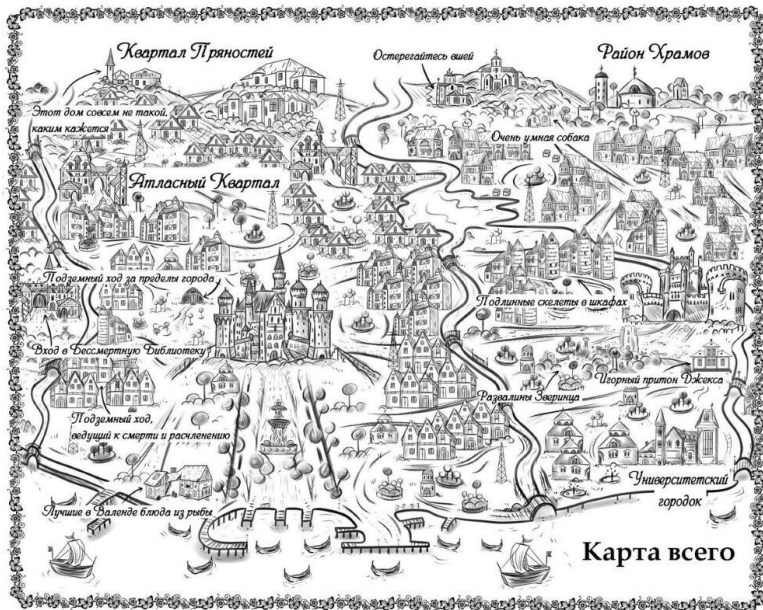 Квартал Пряностей
Остерегайтесь вшей
Район Храмов
Этот дом совсем не такой,
каким кажется
Очень умная собака
Атласный Квартал
Подземный ход за пределы города
Подлинные скелеты в шкафах
Вход в Бессмертную Библиотеку
Игорный притон Джекса
Развалины Зверинца
Подземный ход,
ведущий к смерти и расчленению
Университетский
городок
Лучшие в Валенде блюда из рыбы
Карта всего